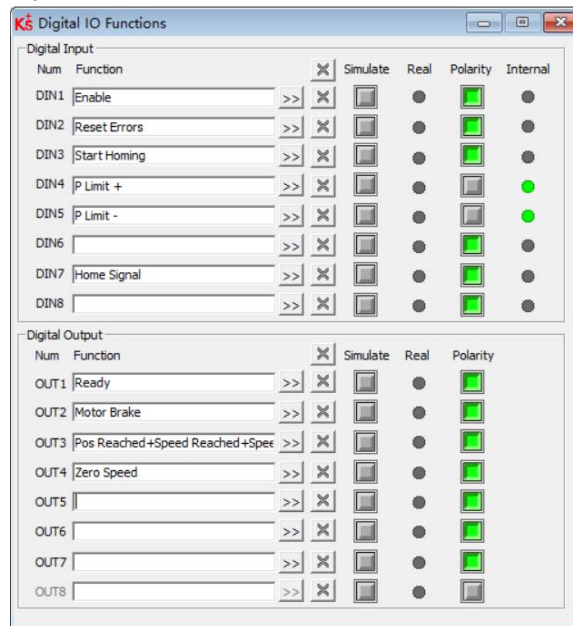 KS Digital IO Functions
Digital Input
Num Function Simulate Real Polarity Internal
DIN1 Enable >>
DIN2 Reset Errors >>
DIN3 Start Homing >>
DIN4 P Limit + >>
DIN5 P Limit - >>
DIN6 >>
DIN7 Home Signal >>
DIN8 >>
Digital Output
Num Function Simulate Real Polarity
OUT1 Ready >>
OUT2 Motor Brake >>
OUT3 Pos Reached+Speed Reached+Spee >>
OUT4 Zero Speed >>
OUT5 >>
OUT6 >>
OUT7 >>
OUT8 >>